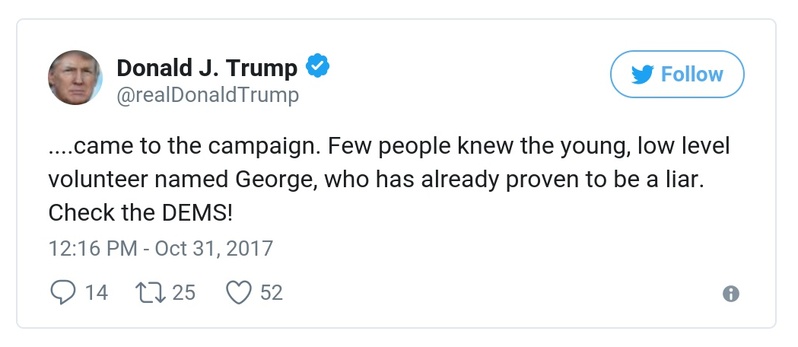 Donald J. Trump
Follow
@realDonaldTrump
....came to the campaign. Few people knew the young, low level
volunteer named George, who has already proven to be a liar.
Check the DEMS!
12:16 PM - Oct 31, 2017
14 25 52